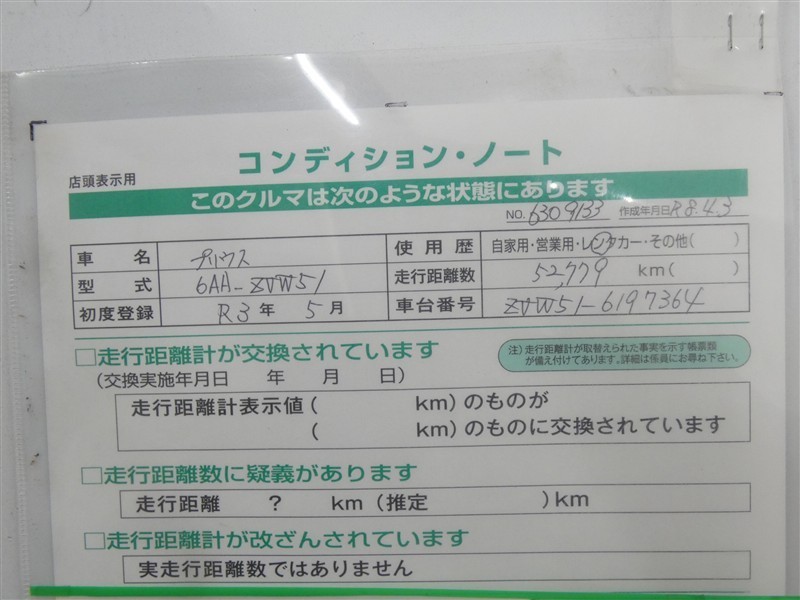 コンディション・ノート
店頭表示用
このクルマは次のような状態にあります
NO. 6309133 作成年月日 R8.4.3
車名 プリウス 使用歴 自家用・営業用・レンタカー・その他( )
型式 6AA-ZVW51 走行距離数 52,779 km( )
初度登録 R3年 5月 車台番号 ZVW51-6197364
□走行距離計が交換されています
注)走行距離計が取替えられた事実を示す帳票類
が備え付けてあります。詳細は係員にお尋ね下さい。
(交換実施年月日 年 月 日)
走行距離計表示値( km)のものが
( km)のものに交換されています
□走行距離数に疑義があります
走行距離 ? km(推定 )km
□走行距離計が改ざんされています
実走行距離数ではありません